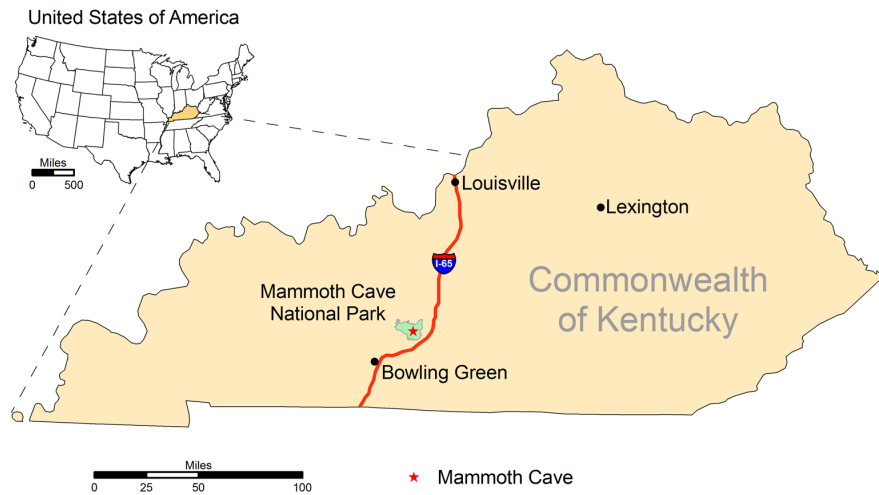 United States of America
Miles
0 500
Louisville
Lexington
I-65
Commonwealth
of Kentucky
Mammoth Cave
National Park
Bowling Green
Miles
0 25 50 100
Mammoth Cave